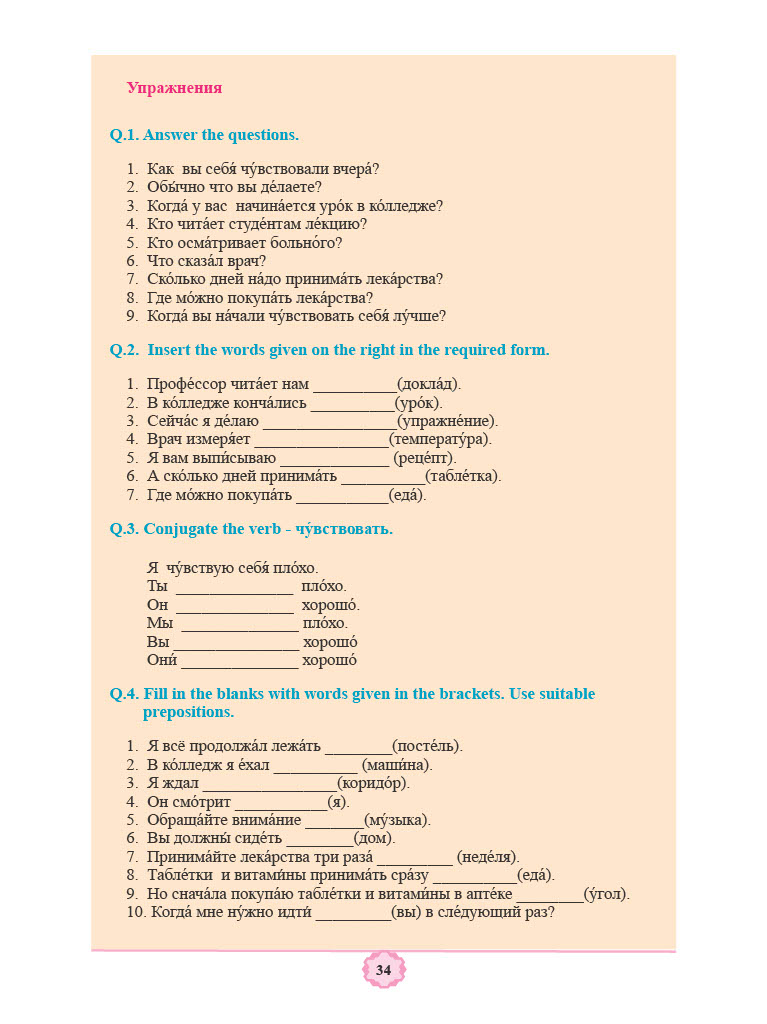 Упражнения
Q.1. Answer the questions.
1. Как вы себя́ чу́вствовали вчера́?
2. Обы́чно что вы де́лаете?
3. Когда́ у вас начина́ется уро́к в ко́лледже?
4. Кто чита́ет студе́нтам ле́кцию?
5. Кто осма́тривает больно́го?
6. Что сказа́л врач?
7. Ско́лько дней на́до принима́ть лека́рства?
8. Где мо́жно покупа́ть лека́рства?
9. Когда́ вы на́чали чу́вствовать себя́ лу́чше?
Q.2. Insert the words given on the right in the required form.
1. Профе́ссор чита́ет нам __________(докла́д).
2. В ко́лледже конча́лись __________(уро́к).
3. Сейча́с я де́лаю ________________(упражне́ние).
4. Врач измеря́ет ________________(температу́ра).
5. Я вам выпи́сываю _____________ (реце́пт).
6. А ско́лько дней принима́ть __________(табле́тка).
7. Где мо́жно покупа́ть ___________(еда́).
Q.3. Conjugate the verb - чу́вствовать.
Я чу́вствую себя́ пло́хо.
Ты ______________ пло́хо.
Он ______________ хорошо́.
Мы ______________ пло́хо.
Вы _______________ хорошо́
Они́ ______________ хорошо́
Q.4. Fill in the blanks with words given in the brackets. Use suitable
prepositions.
1. Я всё продолжа́л лежа́ть ________(посте́ль).
2. В ко́лледж я е́хал __________ (маши́на).
3. Я ждал ________________(коридо́р).
4. Он смо́трит ___________(я).
5. Обраща́йте внима́ние _______(му́зыка).
6. Вы должны́ сиде́ть ________(дом).
7. Принима́йте лека́рства три раза́ _________ (неде́ля).
8. Табле́тки и витами́ны принима́ть сра́зу __________(еда́).
9. Но снача́ла покупа́ю табле́тки и витами́ны в апте́ке ________(у́гол).
10. Когда́ мне ну́жно идти́ _________(вы) в сле́дующий раз?
34